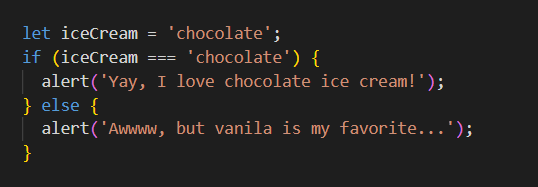 let iceCream = 'chocolate';
if (iceCream === 'chocolate') {
  alert('Yay, I love chocolate ice cream!');
} else {
  alert('Awwww, but vanila is my favorite...');
}